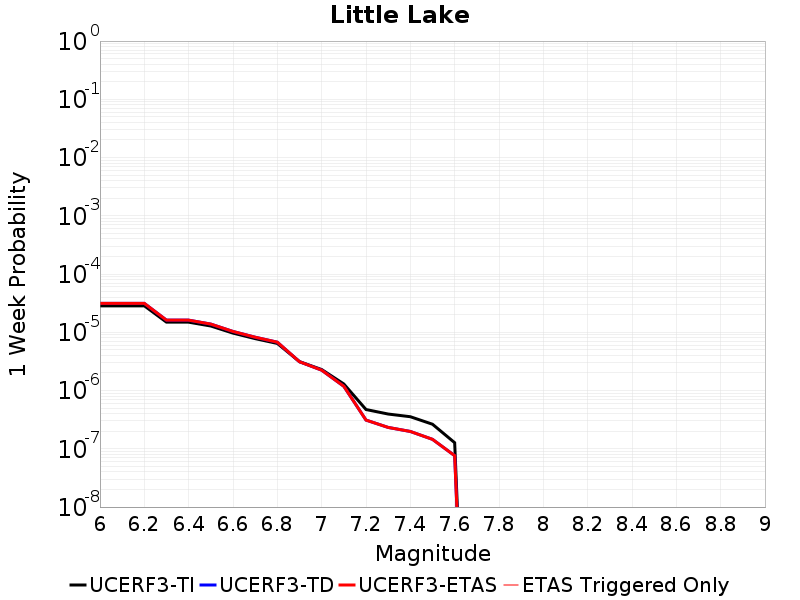 Little Lake
1 Week Probability
10^0
10^-1
10^-2
10^-3
10^-4
10^-5
10^-6
10^-7
10^-8
6 6.2 6.4 6.6 6.8 7 7.2 7.4 7.6 7.8 8 8.2 8.4 8.6 8.8 9
Magnitude
UCERF3-TI UCERF3-TD UCERF3-ETAS ETAS Triggered Only